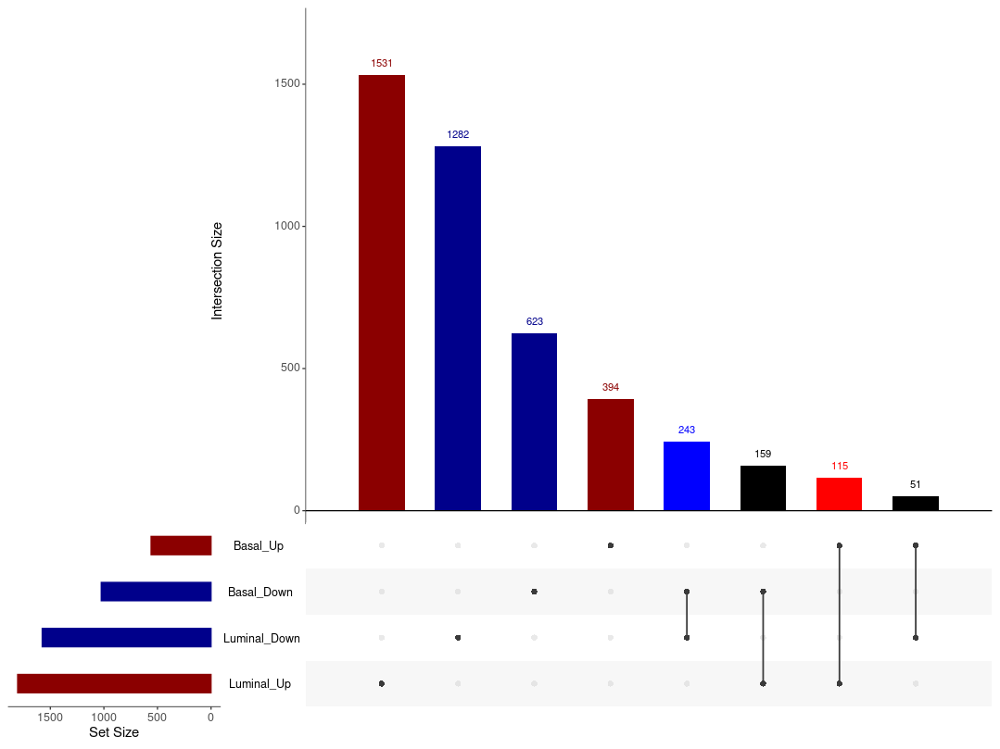 1531
1500
1282
1000
Intersection Size
623
500
394
243
159
115
51
0
Basal_Up
Basal_Down
Luminal_Down
Luminal_Up
1500 1000 500 0
Set Size